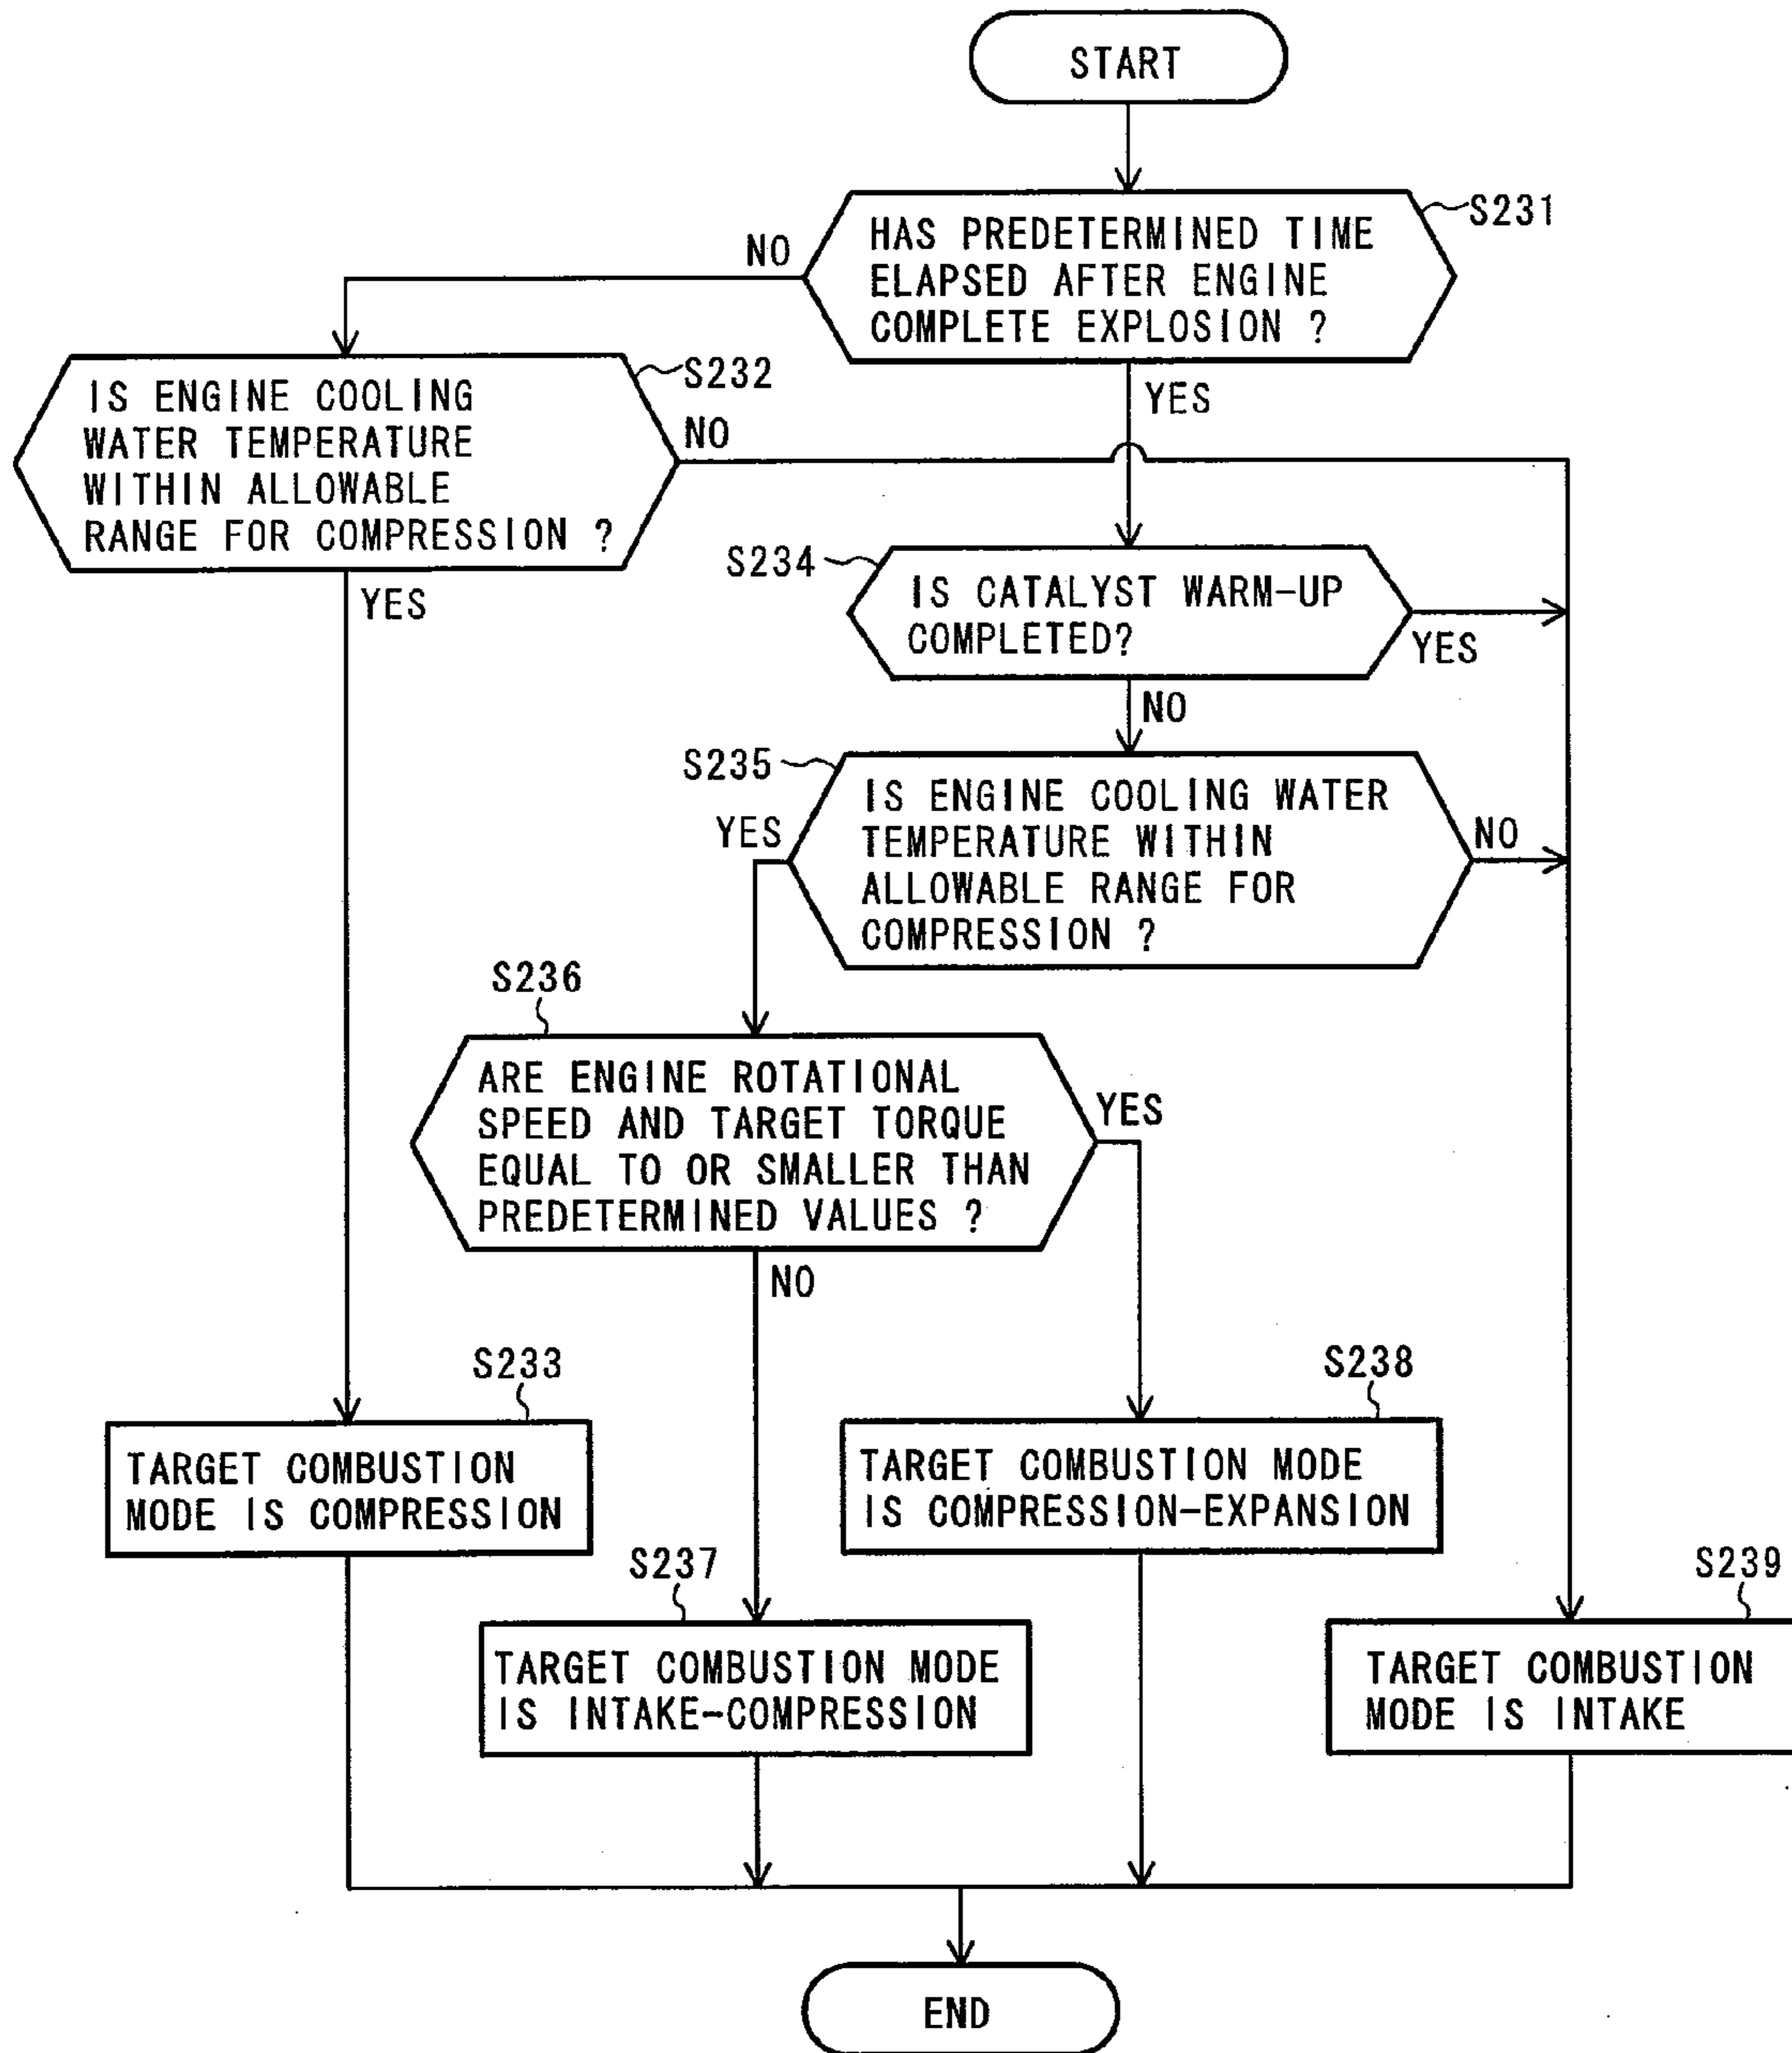 START
S231
HAS PREDETERMINED TIME
ELAPSED AFTER ENGINE
COMPLETE EXPLOSION ?
NO
YES
S232
IS ENGINE COOLING
WATER TEMPERATURE
WITHIN ALLOWABLE
RANGE FOR COMPRESSION ?
NO
YES
S234
IS CATALYST WARM-UP
COMPLETED?
YES
NO
S235
IS ENGINE COOLING WATER
TEMPERATURE WITHIN
ALLOWABLE RANGE FOR
COMPRESSION ?
YES
NO
S236
ARE ENGINE ROTATIONAL
SPEED AND TARGET TORQUE
EQUAL TO OR SMALLER THAN
PREDETERMINED VALUES ?
YES
NO
S233
TARGET COMBUSTION
MODE IS COMPRESSION
S238
TARGET COMBUSTION MODE
IS COMPRESSION-EXPANSION
S237
TARGET COMBUSTION MODE
IS INTAKE-COMPRESSION
S239
TARGET COMBUSTION
MODE IS INTAKE
END